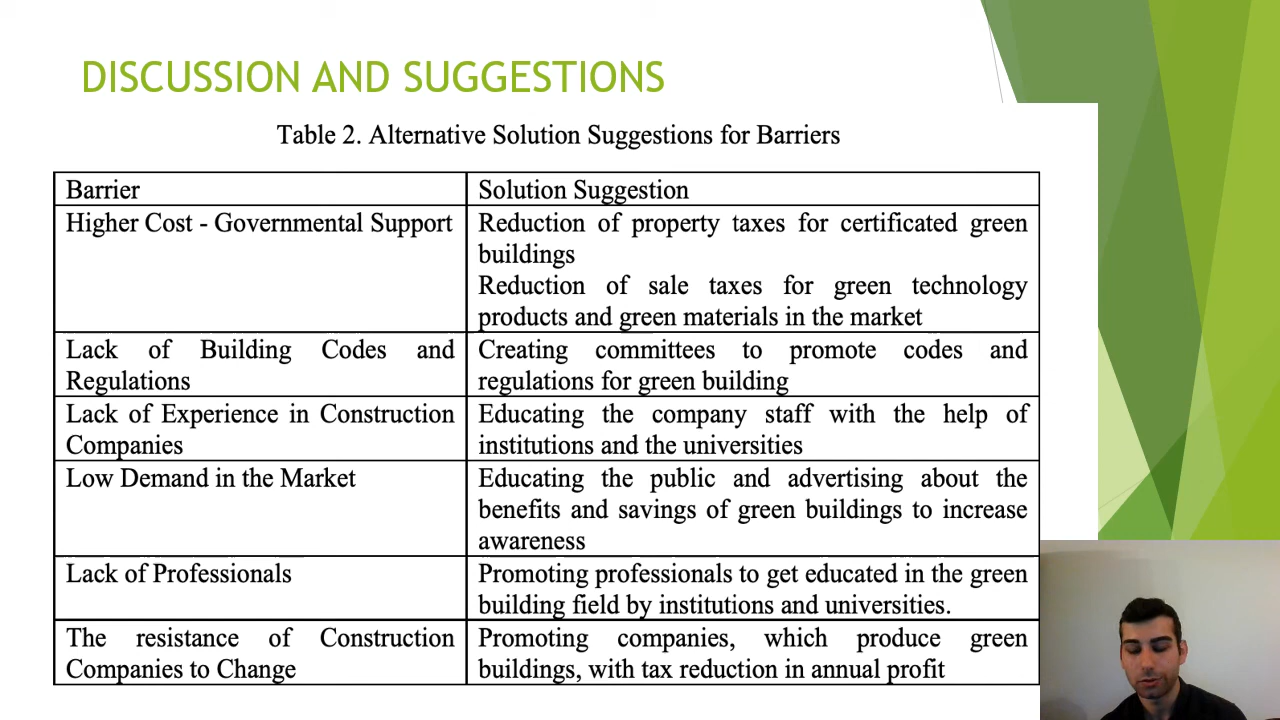 DISCUSSION AND SUGGESTIONS
Table 2. Alternative Solution Suggestions for Barriers
Barrier
Solution Suggestion
Higher Cost - Governmental Support
Reduction of property taxes for certificated green
buildings
Reduction of sale taxes for green technology
products and green materials in the market
Lack of Building Codes and
Regulations
Creating committees to promote codes and
regulations for green building
Lack of Experience in Construction
Companies
Educating the company staff with the help of
institutions and the universities
Low Demand in the Market
Educating the public and advertising about the
benefits and savings of green buildings to increase
awareness
Lack of Professionals
Promoting professionals to get educated in the green
building field by institutions and universities.
The resistance of Construction
Companies to Change
Promoting companies, which produce green
buildings, with tax reduction in annual profit